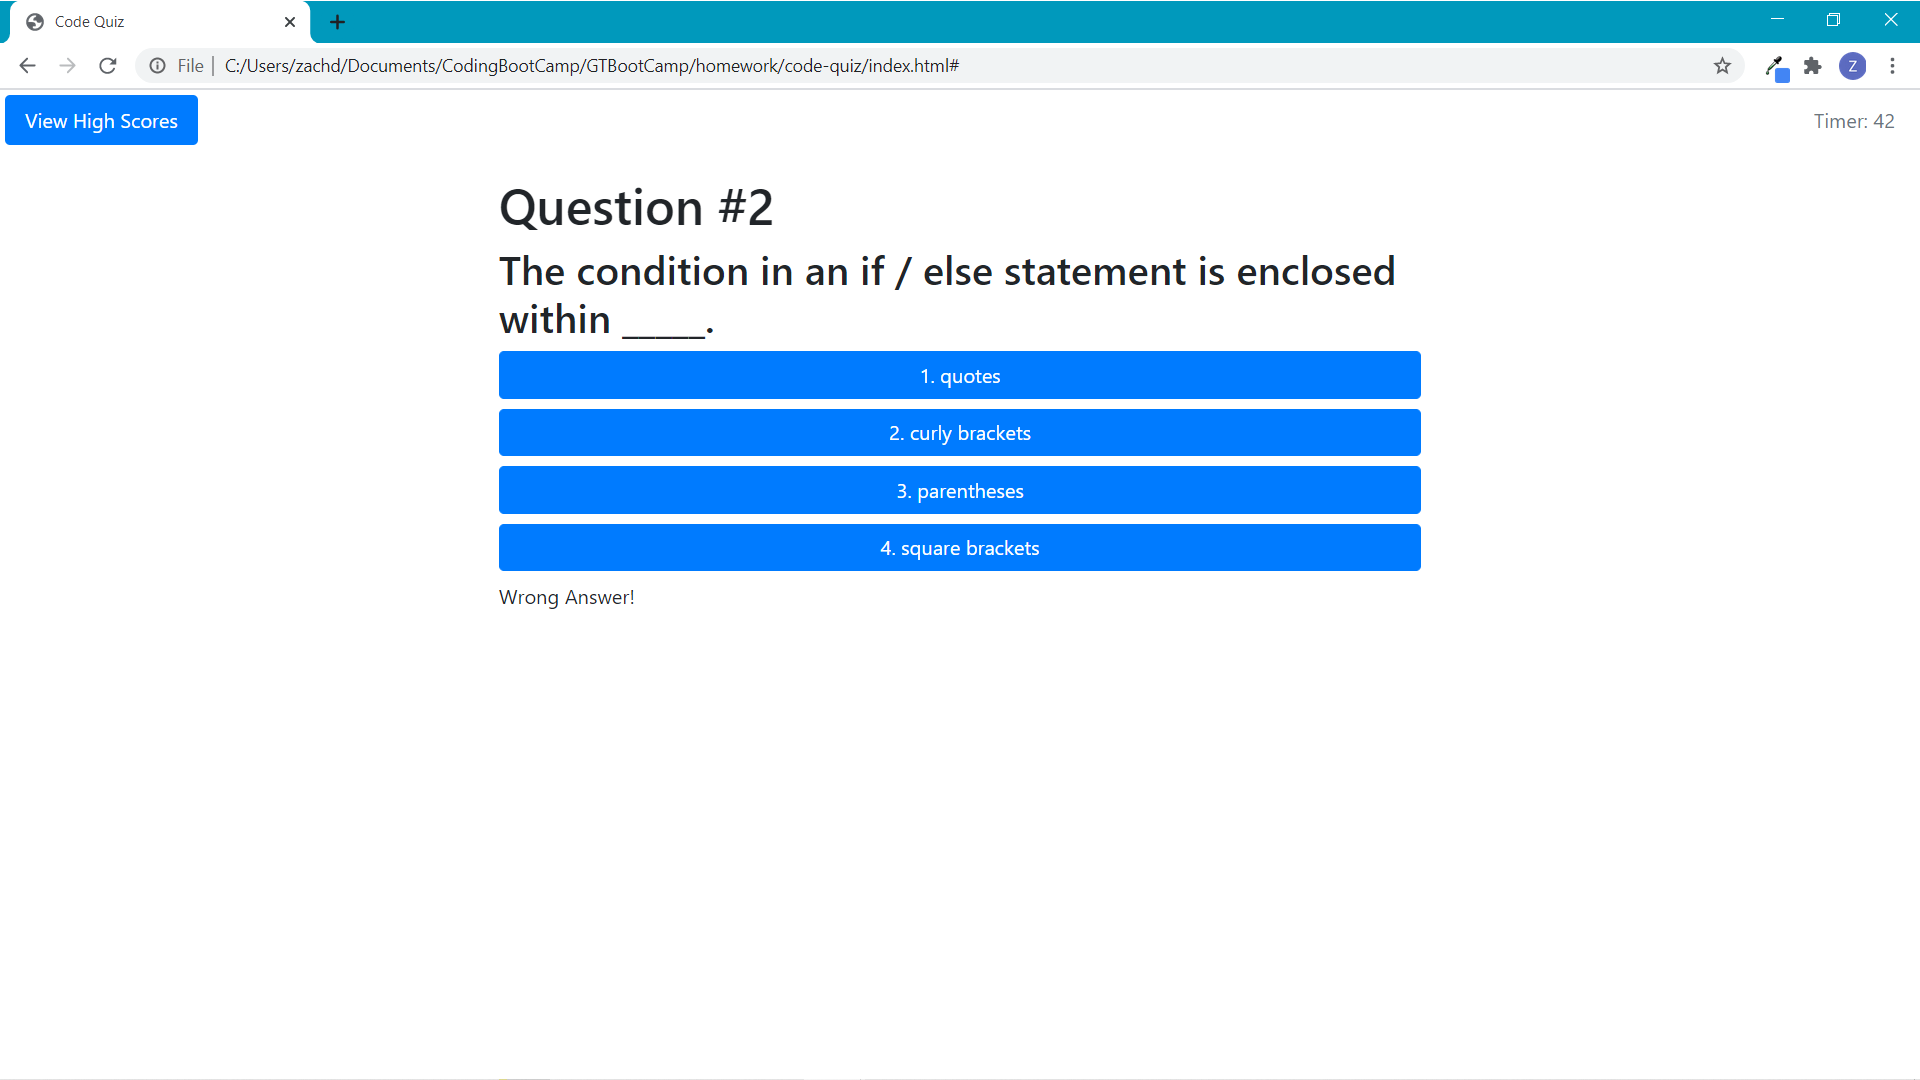 Code Quiz
File | C:/Users/zachd/Documents/CodingBootCamp/GTBootCamp/homework/code-quiz/index.html#
Z
View High Scores
Timer: 42
Question #2
The condition in an if / else statement is enclosed
within _____.
1. quotes
2. curly brackets
3. parentheses
4. square brackets
Wrong Answer!